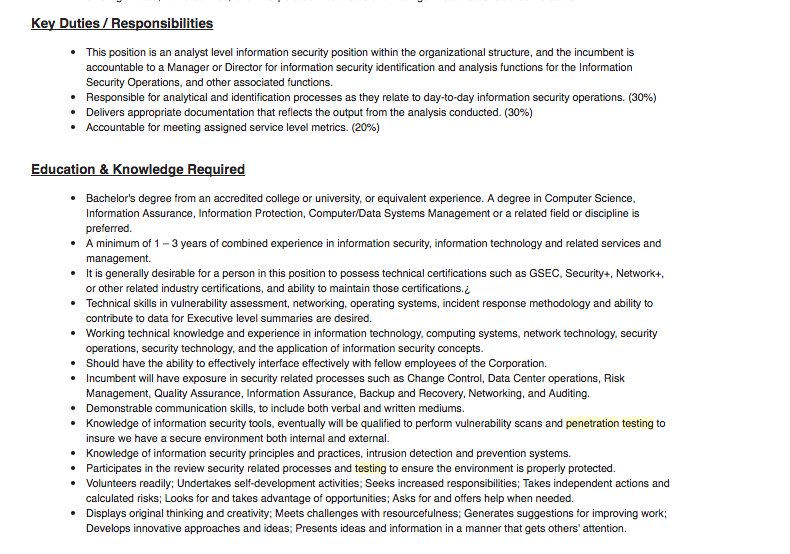 Key Duties / Responsibilities
• This position is an analyst level information security position within the organizational structure, and the incumbent is
accountable to a Manager or Director for information security identification and analysis functions for the Information
Security Operations, and other associated functions.
• Responsible for analytical and identification processes as they relate to day-to-day information security operations. (30%)
• Delivers appropriate documentation that reflects the output from the analysis conducted. (30%)
• Accountable for meeting assigned service level metrics. (20%)
Education & Knowledge Required
• Bachelor's degree from an accredited college or university, or equivalent experience. A degree in Computer Science,
Information Assurance, Information Protection, Computer/Data Systems Management or a related field or discipline is
preferred.
• A minimum of 1 – 3 years of combined experience in information security, information technology and related services and
management.
• It is generally desirable for a person in this position to possess technical certifications such as GSEC, Security+, Network+,
or other related industry certifications, and ability to maintain those certifications.¿
• Technical skills in vulnerability assessment, networking, operating systems, incident response methodology and ability to
contribute to data for Executive level summaries are desired.
• Working technical knowledge and experience in information technology, computing systems, network technology, security
operations, security technology, and the application of information security concepts.
• Should have the ability to effectively interface effectively with fellow employees of the Corporation.
• Incumbent will have exposure in security related processes such as Change Control, Data Center operations, Risk
Management, Quality Assurance, Information Assurance, Backup and Recovery, Networking, and Auditing.
• Demonstrable communication skills, to include both verbal and written mediums.
• Knowledge of information security tools, eventually will be qualified to perform vulnerability scans and penetration testing to
insure we have a secure environment both internal and external.
• Knowledge of information security principles and practices, intrusion detection and prevention systems.
• Participates in the review security related processes and testing to ensure the environment is properly protected.
• Volunteers readily; Undertakes self-development activities; Seeks increased responsibilities; Takes independent actions and
calculated risks; Looks for and takes advantage of opportunities; Asks for and offers help when needed.
• Displays original thinking and creativity; Meets challenges with resourcefulness; Generates suggestions for improving work;
Develops innovative approaches and ideas; Presents ideas and information in a manner that gets others' attention.